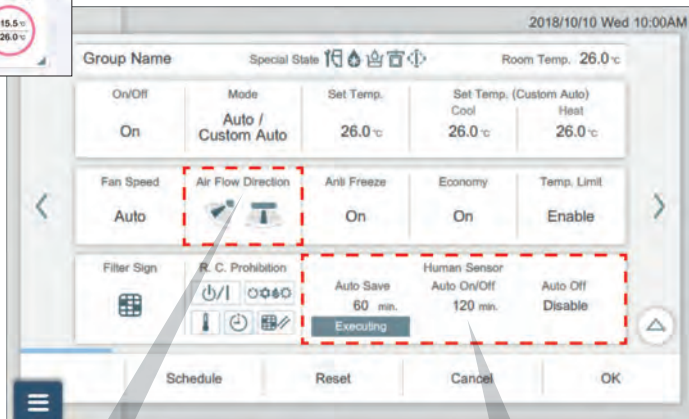 2018/10/10 Wed 10:00AM
15.5℃
26.0℃
Group Name Special State Room Temp. 26.0℃
On/Off Mode Set Temp. Set Temp. (Custom Auto)
Cool Heat
On Auto / Custom Auto 26.0℃ 26.0℃ 26.0℃
Fan Speed Air Flow Direction Anti Freeze Economy Temp. Limit
Auto On On Enable
Filter Sign R. C. Prohibition Human Sensor
Auto Save Auto On/Off Auto Off
60 min. 120 min. Disable
Executing
Schedule Reset Cancel OK